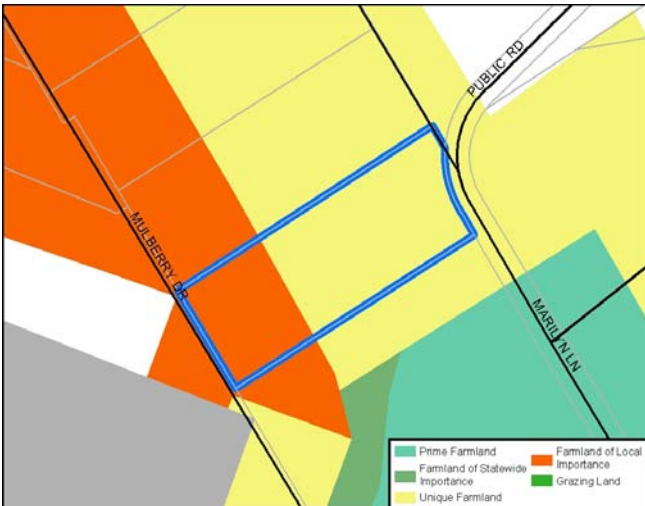 PUBLIC RD
MULBERRY DR
MARILYN LN
Prime Farmland
Farmland of Statewide
Importance
Unique Farmland
Farmland of Local
Importance
Grazing Land